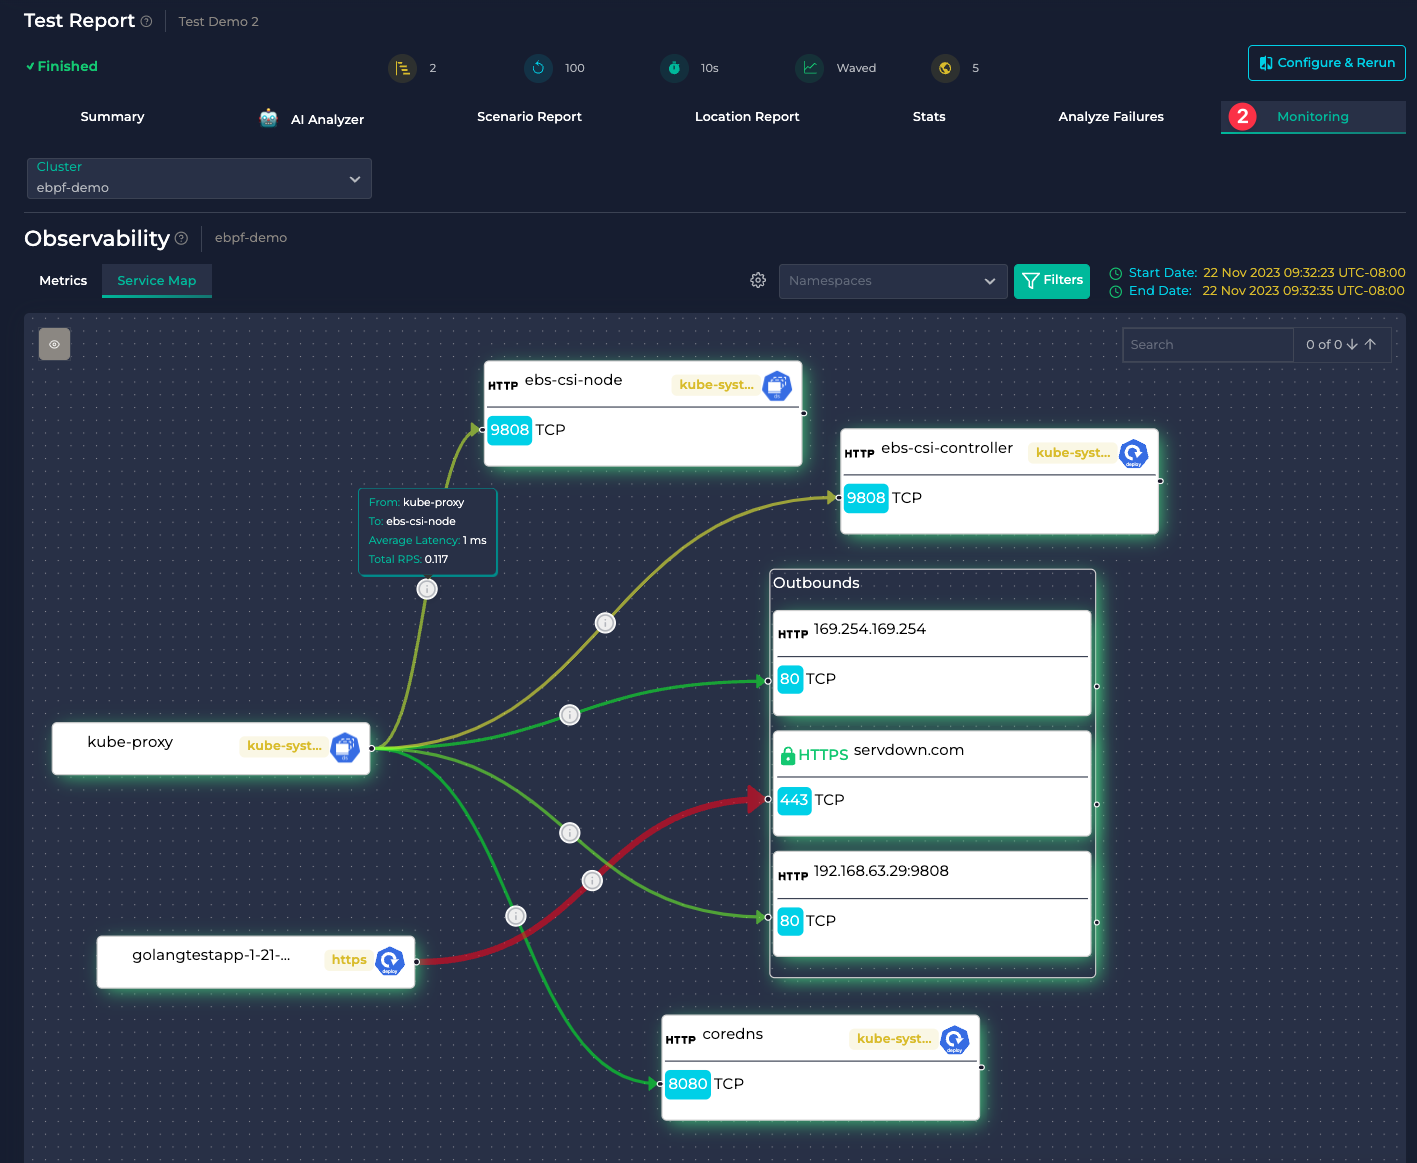 Test Report
Test Demo 2
Finished
2
100
10s
Waved
5
Configure & Rerun
Summary
AI Analyzer
Scenario Report
Location Report
Stats
Analyze Failures
2
Monitoring
Cluster
ebpf-demo
Observability
ebpf-demo
Metrics
Service Map
Namespaces
Filters
Start Date: 22 Nov 2023 09:32:23 UTC-08:00
End Date: 22 Nov 2023 09:32:35 UTC-08:00
Search
0 of 0
HTTP ebs-csi-node kube-syst...
9808 TCP
HTTP ebs-csi-controller kube-syst...
deploy
9808 TCP
From: kube-proxy
To: ebs-csi-node
Average Latency: 1 ms
Total RPS: 0.117
Outbounds
HTTP 169.254.169.254
80 TCP
kube-proxy kube-syst...
HTTPS servdown.com
443 TCP
HTTP 192.168.63.29:9808
80 TCP
golangtestapp-1-21-... https
deploy
HTTP coredns kube-syst...
deploy
8080 TCP